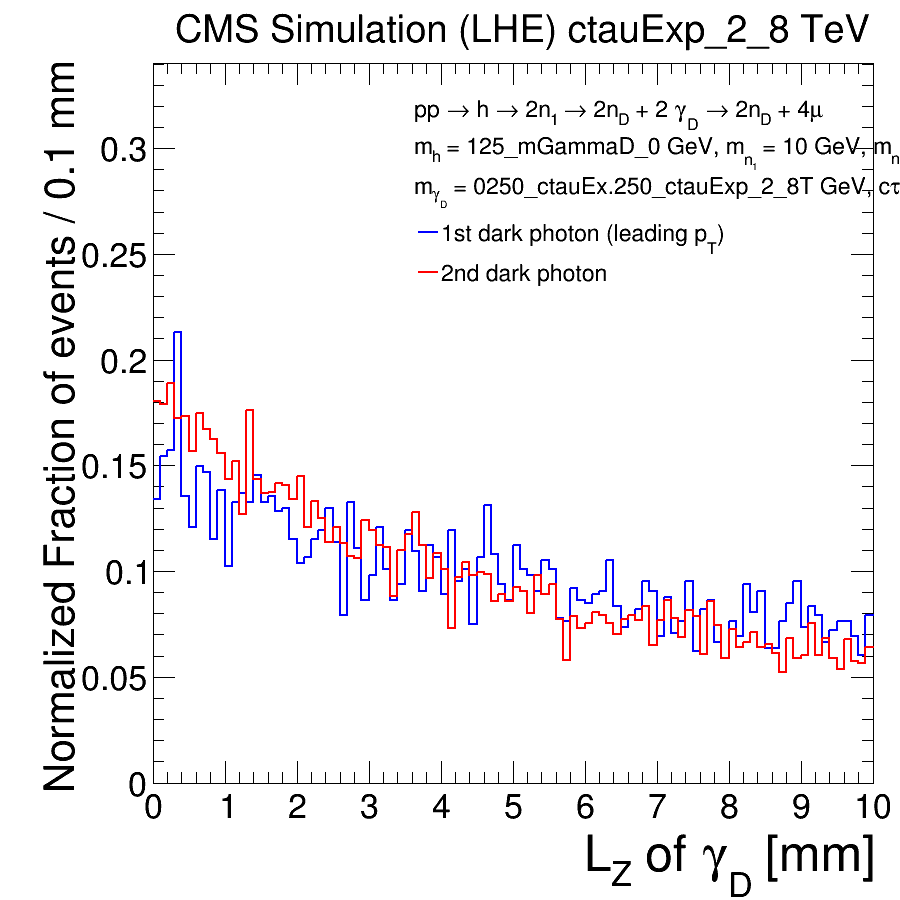 CMS Simulation (LHE) ctauExp_2_8 TeV
pp → h → 2n1 → 2nD + 2 γD → 2nD + 4μ
mh = 125_mGammaD_0 GeV, mn1 = 10 GeV, mn
mγD = 0250_ctauEx.250_ctauExp_2_8T GeV, cτ
1st dark photon (leading pT)
2nd dark photon
Normalized Fraction of events / 0.1 mm
0.3
0.25
0.2
0.15
0.1
0.05
0
0 1 2 3 4 5 6 7 8 9 10
LZ of γD [mm]